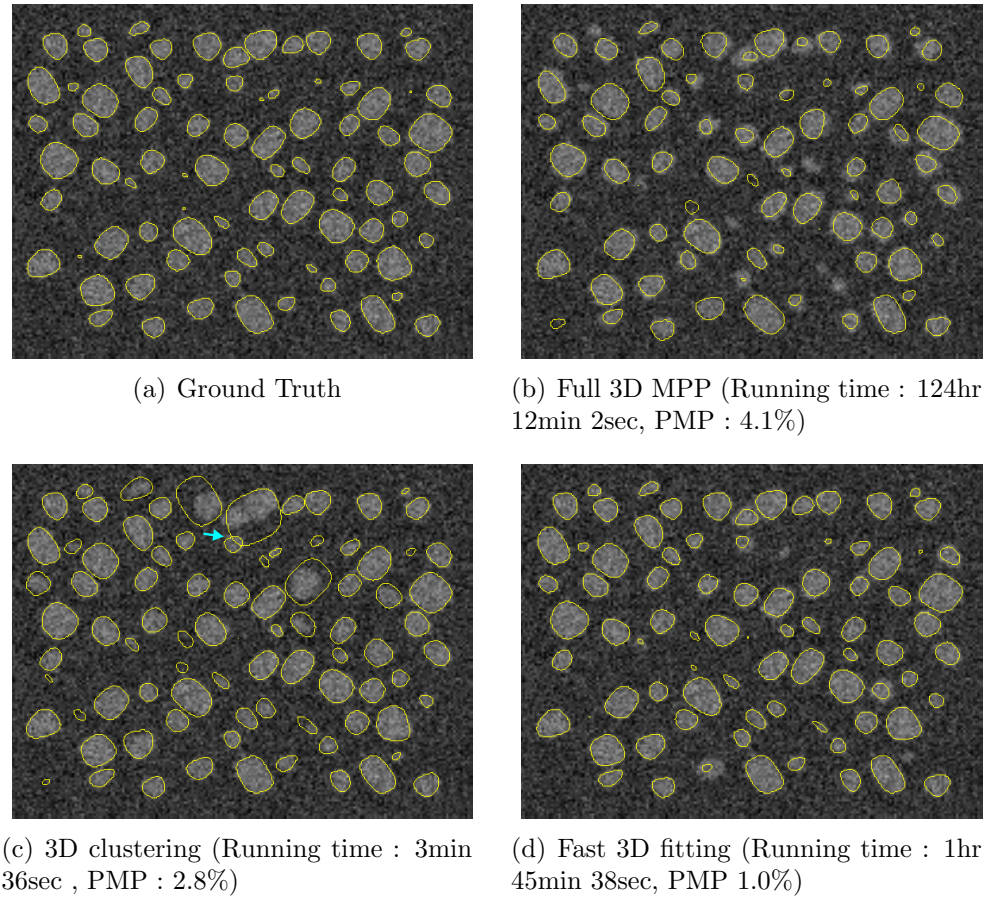 (a) Ground Truth
(b) Full 3D MPP (Running time : 124hr
12min 2sec, PMP : 4.1%)
(c) 3D clustering (Running time : 3min
36sec , PMP : 2.8%)
(d) Fast 3D fitting (Running time : 1hr
45min 38sec, PMP 1.0%)